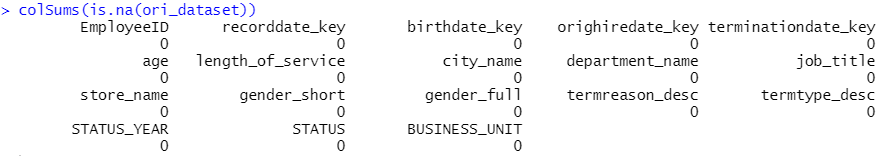 > colSums(is.na(ori_dataset))
EmployeeID recorddate_key birthdate_key orighiredate_key terminationdate_key
0 0 0 0 0
age length_of_service city_name department_name job_title
0 0 0 0 0
store_name gender_short gender_full termreason_desc termtype_desc
0 0 0 0 0
STATUS_YEAR STATUS BUSINESS_UNIT
0 0 0